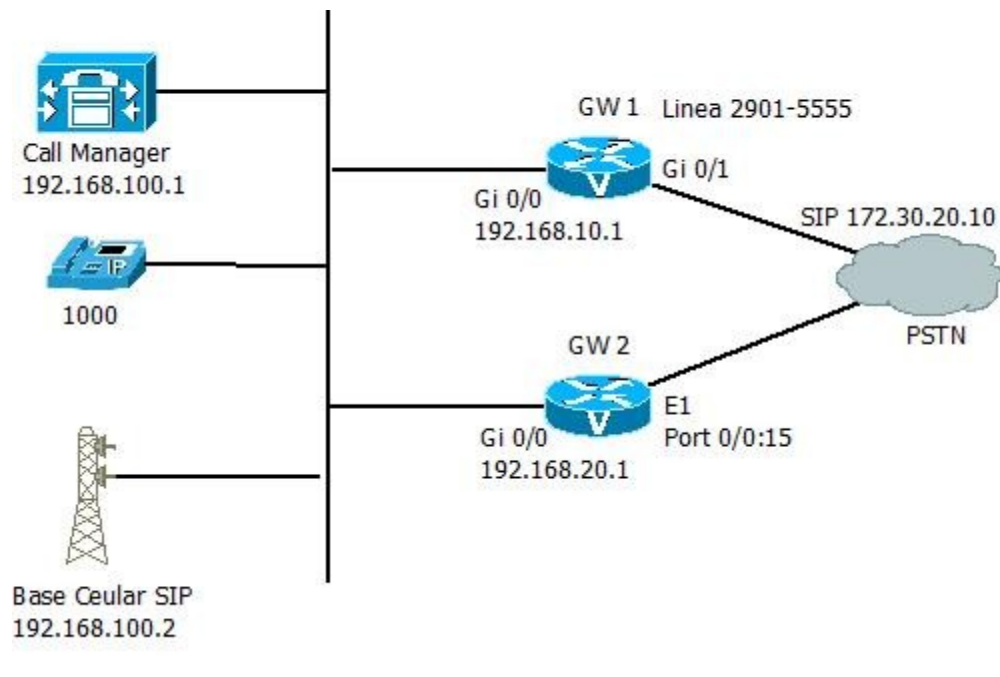 Call Manager
192.168.100.1
IP
1000
Base Ceular SIP
192.168.100.2
GW 1 Linea 2901-5555
V
Gi 0/1
Gi 0/0
192.168.10.1
SIP 172.30.20.10
PSTN
GW 2
V
E1
Port 0/0:15
Gi 0/0
192.168.20.1